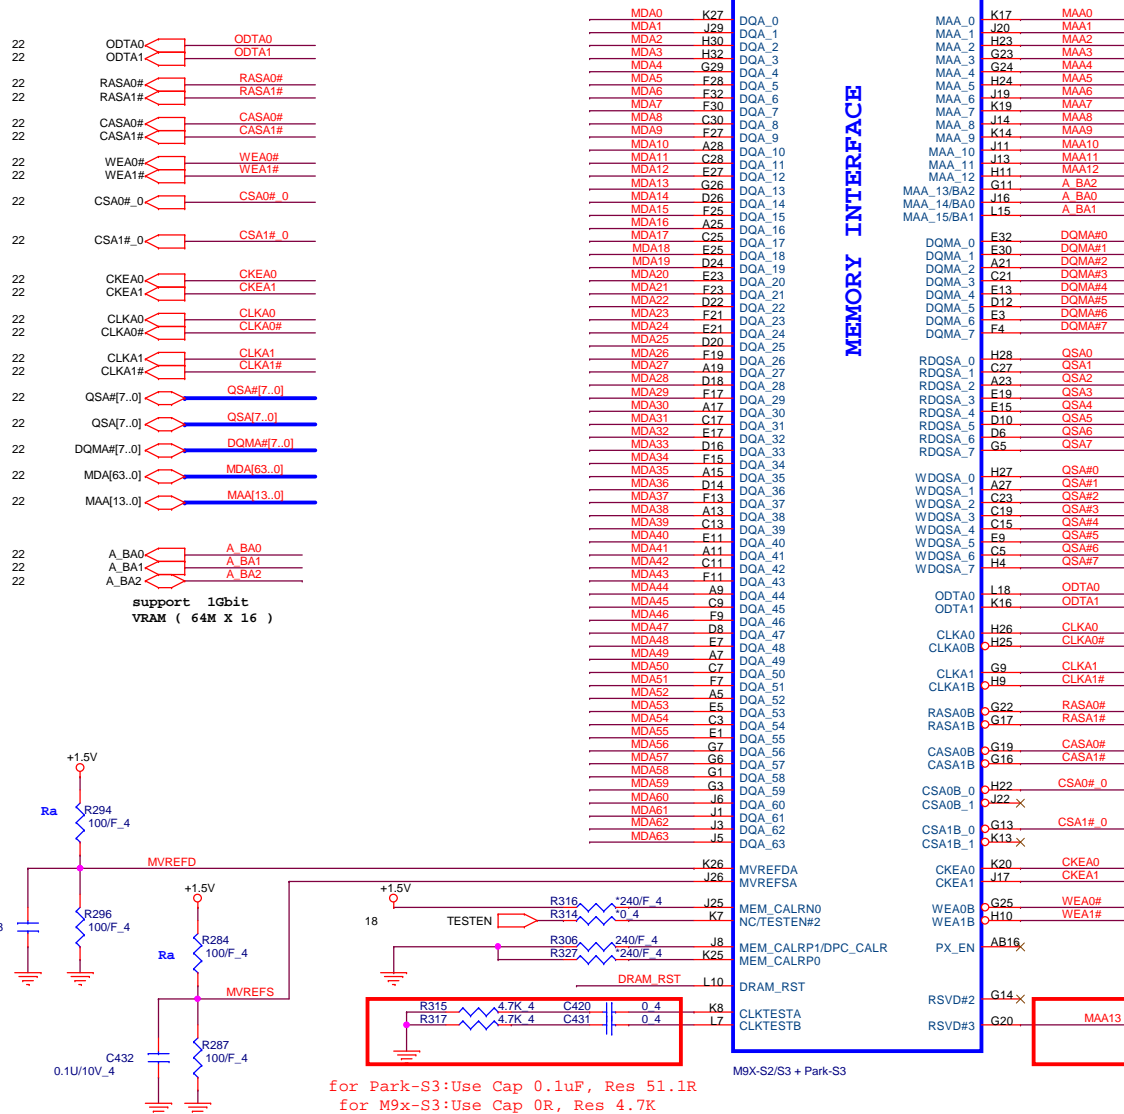 22 ODTA0 ODTA0
22 ODTA1 ODTA1
22 RASA0# RASA0#
22 RASA1# RASA1#
22 CASA0# CASA0#
22 CASA1# CASA1#
22 WEA0# WEA0#
22 WEA1# WEA1#
22 CSA0#_0 CSA0#_0
22 CSA1#_0 CSA1#_0
22 CKEA0 CKEA0
22 CKEA1 CKEA1
22 CLKA0 CLKA0
22 CLKA0# CLKA0#
22 CLKA1 CLKA1
22 CLKA1# CLKA1#
22 QSA#[7..0] QSA#[7..0]
22 QSA[7..0] QSA[7..0]
22 DQMA#[7..0] DQMA#[7..0]
22 MDA[63..0] MDA[63..0]
22 MAA[13..0] MAA[13..0]
22 A_BA0 A_BA0
22 A_BA1 A_BA1
22 A_BA2 A_BA2
support 1Gbit
VRAM ( 64M X 16 )
MDA0 K27 DQA_0
MDA1 J29 DQA_1
MDA2 H30 DQA_2
MDA3 H32 DQA_3
MDA4 G29 DQA_4
MDA5 F28 DQA_5
MDA6 F32 DQA_6
MDA7 F30 DQA_7
MDA8 C30 DQA_8
MDA9 F27 DQA_9
MDA10 A28 DQA_10
MDA11 C28 DQA_11
MDA12 E27 DQA_12
MDA13 G26 DQA_13
MDA14 D26 DQA_14
MDA15 F25 DQA_15
MDA16 A25 DQA_16
MDA17 C25 DQA_17
MDA18 E25 DQA_18
MDA19 D24 DQA_19
MDA20 E23 DQA_20
MDA21 F23 DQA_21
MDA22 D22 DQA_22
MDA23 F21 DQA_23
MDA24 E21 DQA_24
MDA25 D20 DQA_25
MDA26 F19 DQA_26
MDA27 A19 DQA_27
MDA28 D18 DQA_28
MDA29 F17 DQA_29
MDA30 A17 DQA_30
MDA31 C17 DQA_31
MDA32 E17 DQA_32
MDA33 D16 DQA_33
MDA34 F15 DQA_34
MDA35 A15 DQA_35
MDA36 D14 DQA_36
MDA37 F13 DQA_37
MDA38 A13 DQA_38
MDA39 C13 DQA_39
MDA40 E11 DQA_40
MDA41 A11 DQA_41
MDA42 C11 DQA_42
MDA43 F11 DQA_43
MDA44 A9 DQA_44
MDA45 C9 DQA_45
MDA46 F9 DQA_46
MDA47 D8 DQA_47
MDA48 E7 DQA_48
MDA49 A7 DQA_49
MDA50 C7 DQA_50
MDA51 F7 DQA_51
MDA52 A5 DQA_52
MDA53 E5 DQA_53
MDA54 C3 DQA_54
MDA55 E1 DQA_55
MDA56 G7 DQA_56
MDA57 G6 DQA_57
MDA58 G1 DQA_58
MDA59 G3 DQA_59
MDA60 J6 DQA_60
MDA61 J1 DQA_61
MDA62 J3 DQA_62
MDA63 J5 DQA_63
MEMORY INTERFACE
MAA_0 K17 MAA0
MAA_1 J20 MAA1
MAA_2 H23 MAA2
MAA_3 G23 MAA3
MAA_4 G24 MAA4
MAA_5 H24 MAA5
MAA_6 J19 MAA6
MAA_7 K19 MAA7
MAA_8 J14 MAA8
MAA_9 K14 MAA9
MAA_10 J11 MAA10
MAA_11 J13 MAA11
MAA_12 H11 MAA12
MAA_13/BA2 G11 A_BA2
MAA_14/BA0 J16 A_BA0
MAA_15/BA1 L15 A_BA1
DQMA_0 E32 DQMA#0
DQMA_1 E30 DQMA#1
DQMA_2 A21 DQMA#2
DQMA_3 C21 DQMA#3
DQMA_4 E13 DQMA#4
DQMA_5 D12 DQMA#5
DQMA_6 E3 DQMA#6
DQMA_7 F4 DQMA#7
RDQSA_0 H28 QSA0
RDQSA_1 C27 QSA1
RDQSA_2 A23 QSA2
RDQSA_3 E19 QSA3
RDQSA_4 E15 QSA4
RDQSA_5 D10 QSA5
RDQSA_6 D6 QSA6
RDQSA_7 G5 QSA7
WDQSA_0 H27 QSA#0
WDQSA_1 A27 QSA#1
WDQSA_2 C23 QSA#2
WDQSA_3 C19 QSA#3
WDQSA_4 C15 QSA#4
WDQSA_5 E9 QSA#5
WDQSA_6 C5 QSA#6
WDQSA_7 H4 QSA#7
ODTA0 L18 ODTA0
ODTA1 K16 ODTA1
CLKA0 H26 CLKA0
CLKA0B H25 CLKA0#
CLKA1 G9 CLKA1
CLKA1B H9 CLKA1#
RASA0B G22 RASA0#
RASA1B G17 RASA1#
CASA0B G19 CASA0#
CASA1B G16 CASA1#
CSA0B_0 H22 CSA0#_0
CSA0B_1 J22
CSA1B_0 G13 CSA1#_0
CSA1B_1 K13
CKEA0 K20 CKEA0
CKEA1 J17 CKEA1
WEA0B G25 WEA0#
WEA1B H10 WEA1#
PX_EN AB16
RSVD#2 G14
RSVD#3 G20 MAA13
+1.5V
Ra R294
100/F_4
MVREFD K26 MVREFDA
J26 MVREFSA
R296
100/F_4
+1.5V
R284
Ra 100/F_4
MVREFS
R287
100/F_4
C432
0.1U/10V_4
+1.5V
R316 *240/F_4 J25 MEM_CALRN0
18 TESTEN R314 *0_4 K7 NC/TESTEN#2
R306 240/F_4 J8 MEM_CALRP1/DPC_CALR
R327 *240/F_4 K25 MEM_CALRP0
DRAM_RST L10 DRAM_RST
R315 4.7K_4 C420 0_4 K8 CLKTESTA
R317 4.7K_4 C431 0_4 L7 CLKTESTB
M9X-S2/S3 + Park-S3
for Park-S3:Use Cap 0.1uF, Res 51.1R
for M9x-S3:Use Cap 0R, Res 4.7K